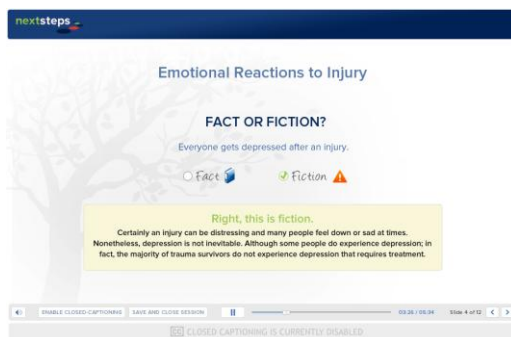 nextsteps
Emotional Reactions to Injury
FACT OR FICTION?
Everyone gets depressed after an injury.
Fact Fiction
Right, this is fiction.
Certainly an injury can be distressing and many people feel down or sad at times.
Nonetheless, depression is not inevitable. Although some people do experience depression; in
fact, the majority of trauma survivors do not experience depression that requires treatment.
ENABLE CLOSED-CAPTIONING SAVE AND CLOSE SESSION Slide 4 of 12
CC CLOSED CAPTIONING IS CURRENTLY DISABLED